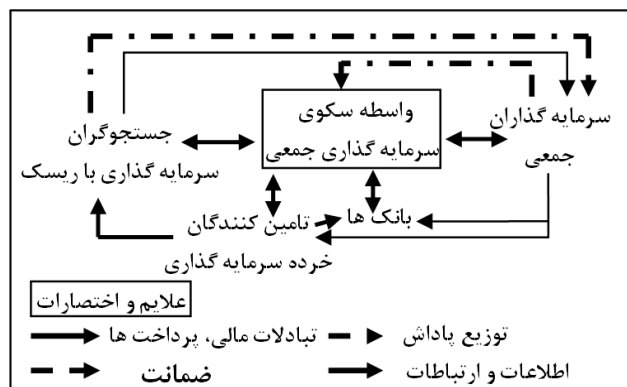 سرمایه گذاران
جمعی
واسطه سکوی
سرمایه گذاری جمعی
جستجوگران
سرمایه گذاری با ریسک
بانک ها
تامین کنندگان
خرده سرمایه گذاری
علایم و اختصارات
توزیع پاداش
تبادلات مالی، پرداخت ها
اطلاعات و ارتباطات
ضمانت